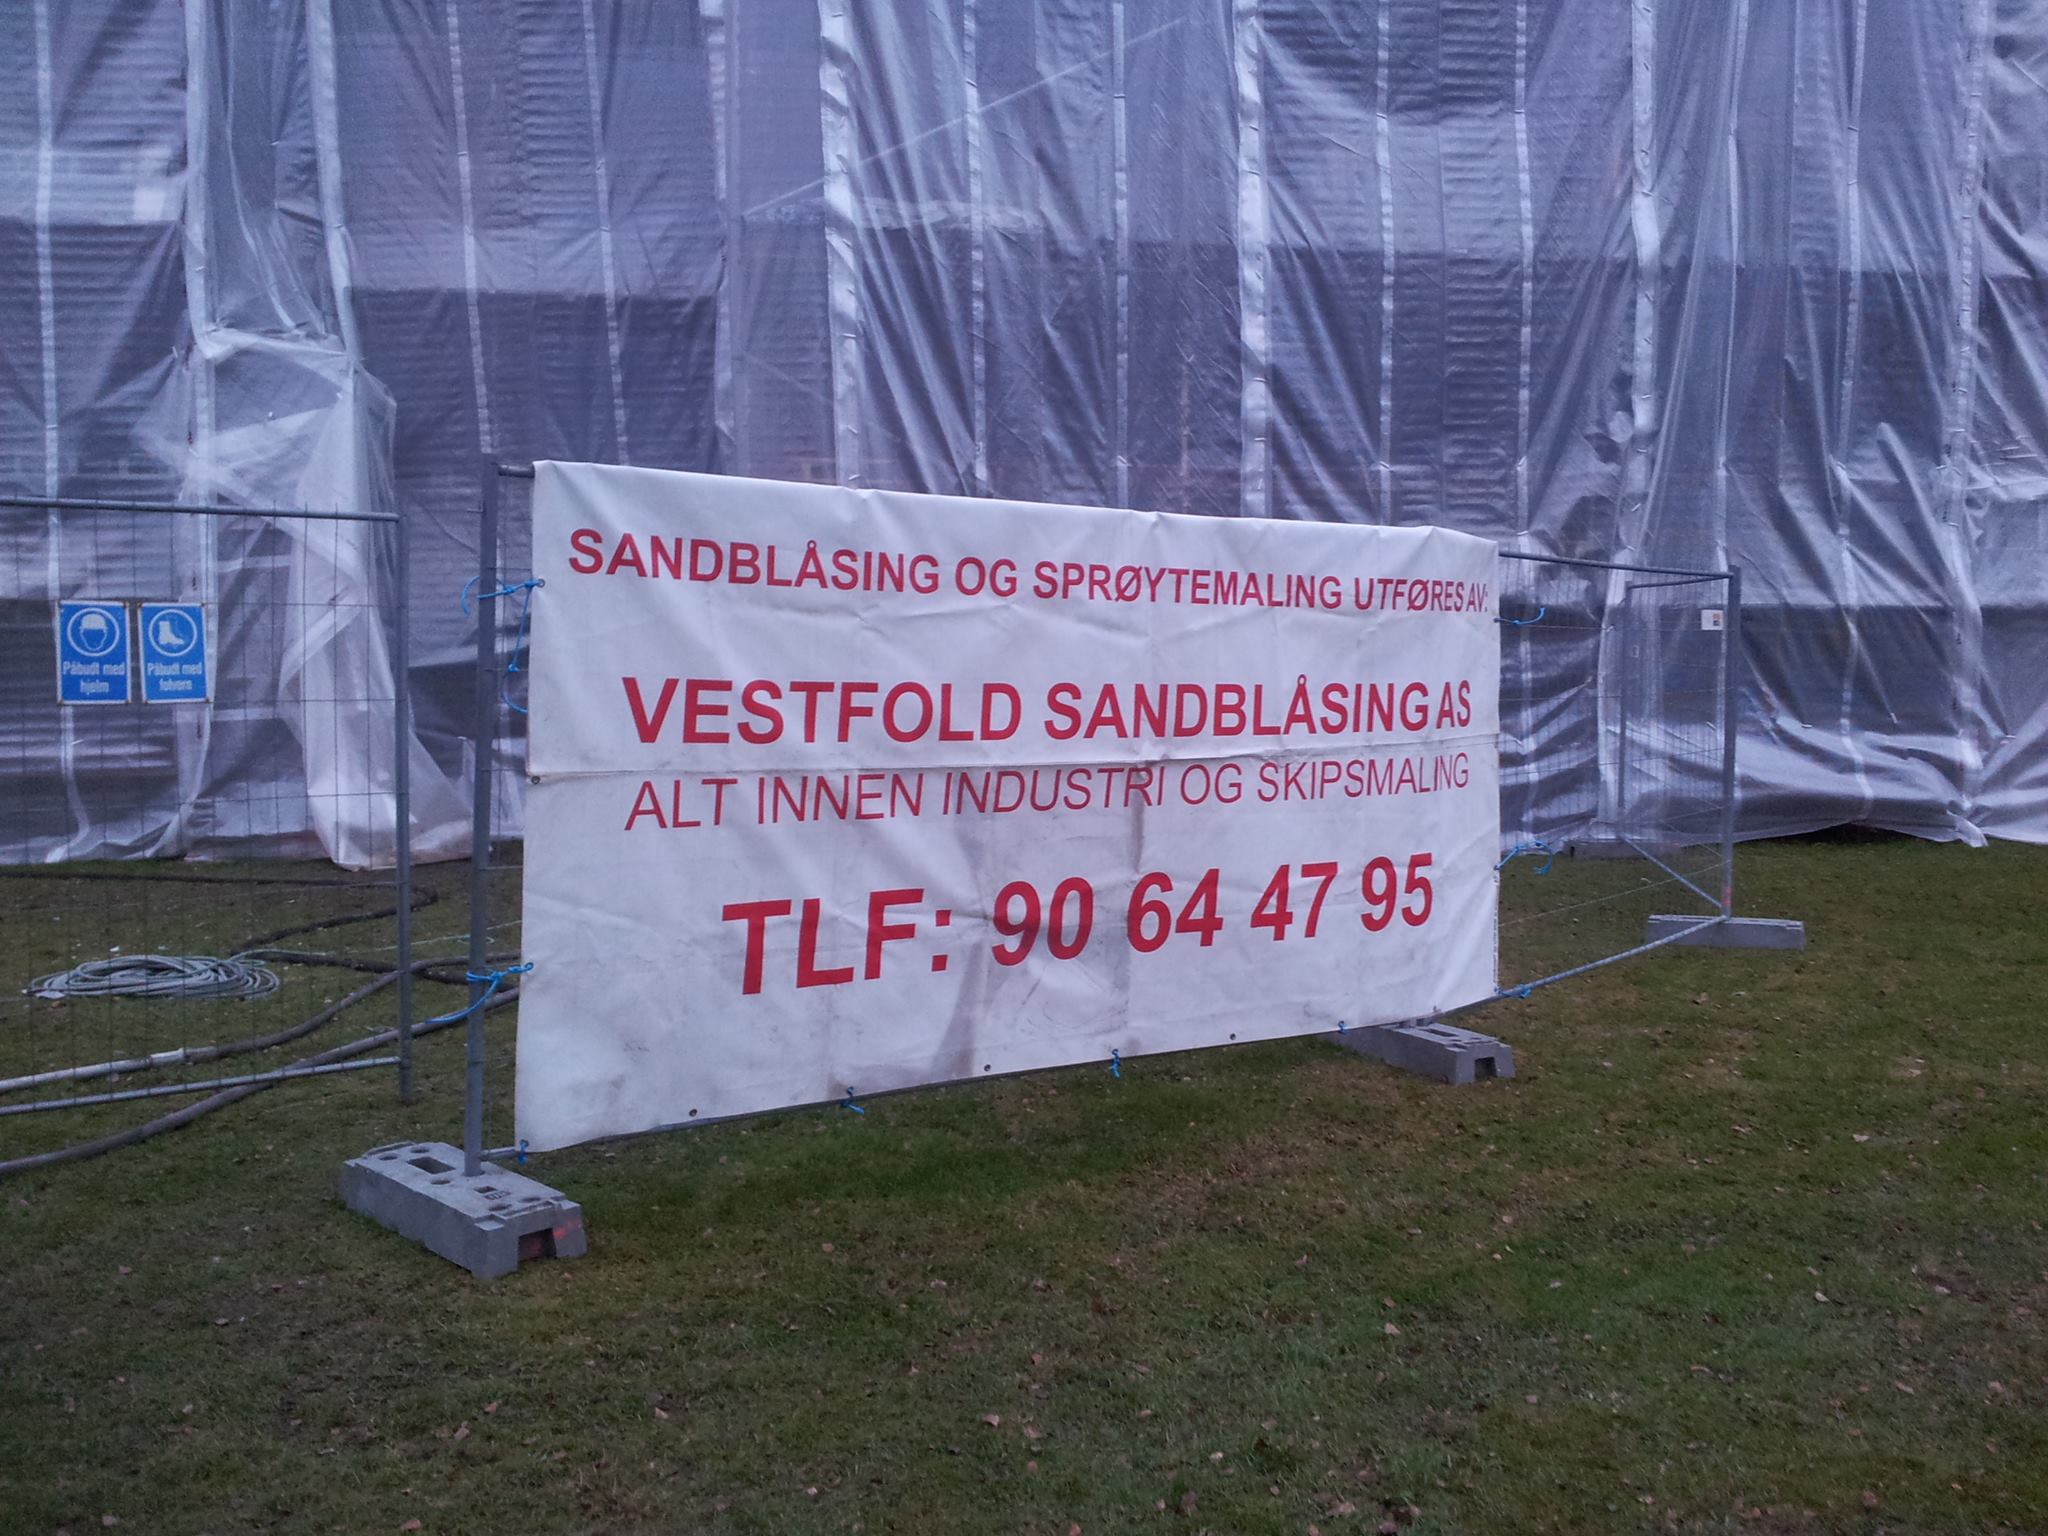 SANDBLÅSING OG SPRØYTEMALING UTFØRES AV:
VESTFOLD SANDBLÅSING AS
ALT INNEN INDUSTRI OG SKIPSMALING
TLF: 90 64 47 95
Påbudt med
hjelm
Påbudt med
fotvern